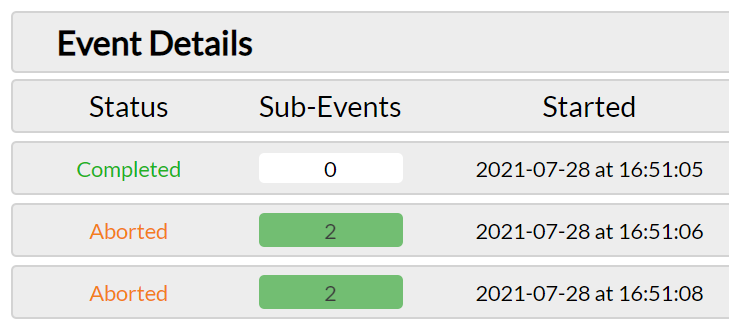 Event Details
Status Sub-Events Started
Completed 0 2021-07-28 at 16:51:05
Aborted 2 2021-07-28 at 16:51:06
Aborted 2 2021-07-28 at 16:51:08